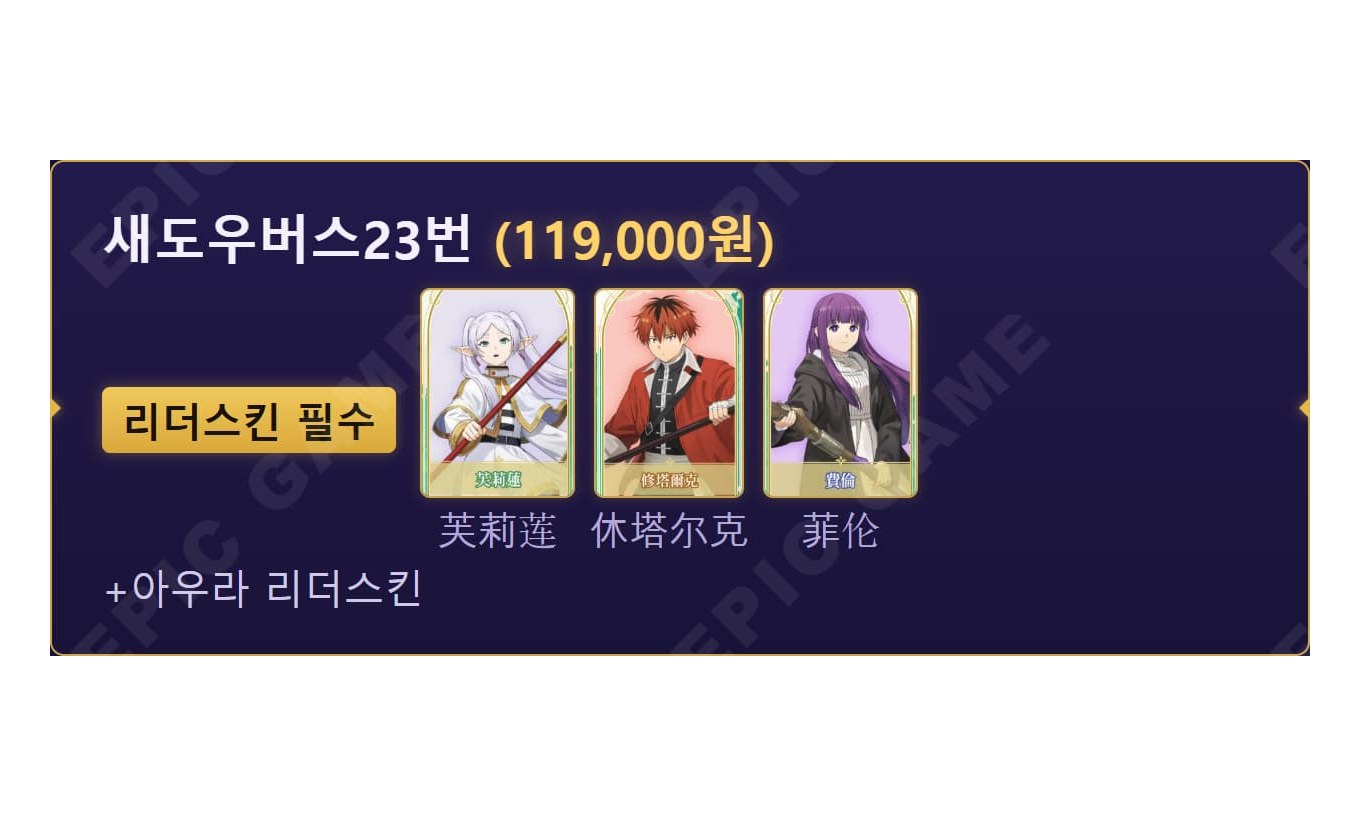 새도우버스23번 (119,000원)
리더스킨 필수
芙莉蓮 修塔爾克 費倫
芙莉莲 休塔尔克 菲伦
+아우라 리더스킨
EPIC GAME